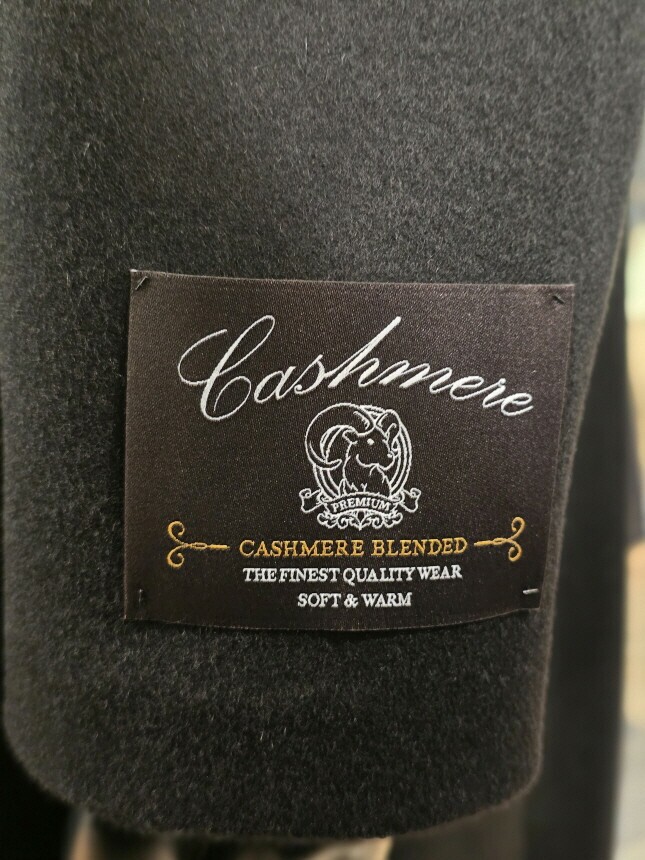 Cashmere
PREMIUM
CASHMERE BLENDED
THE FINEST QUALITY WEAR
SOFT & WARM